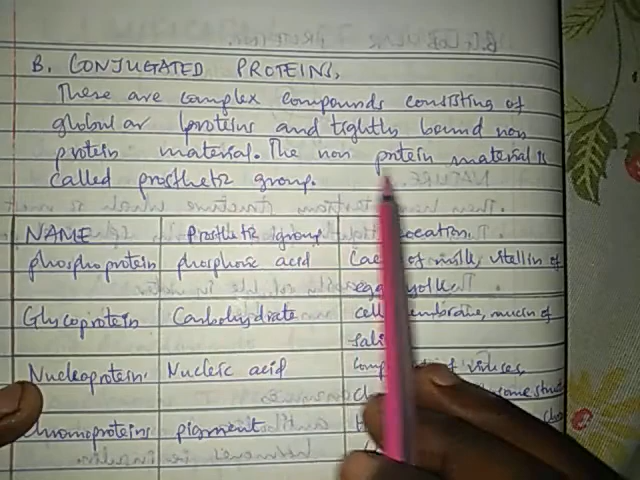 B. CONJUGATED PROTEINS,
These are complex compounds consisting of
globular proteins and tightly bound non
protein material. The non protein material is
called prosthetic group.
NAME Prosthetic group Location.
phosphoprotein phosphoric acid of milk, vitellin of
egg yolk
Glycoprotein Carbohydrate cell membrane, mucin of
saliva
Nucleoprotein. Nucleic acid of viruses,
Chromoproteins pigment